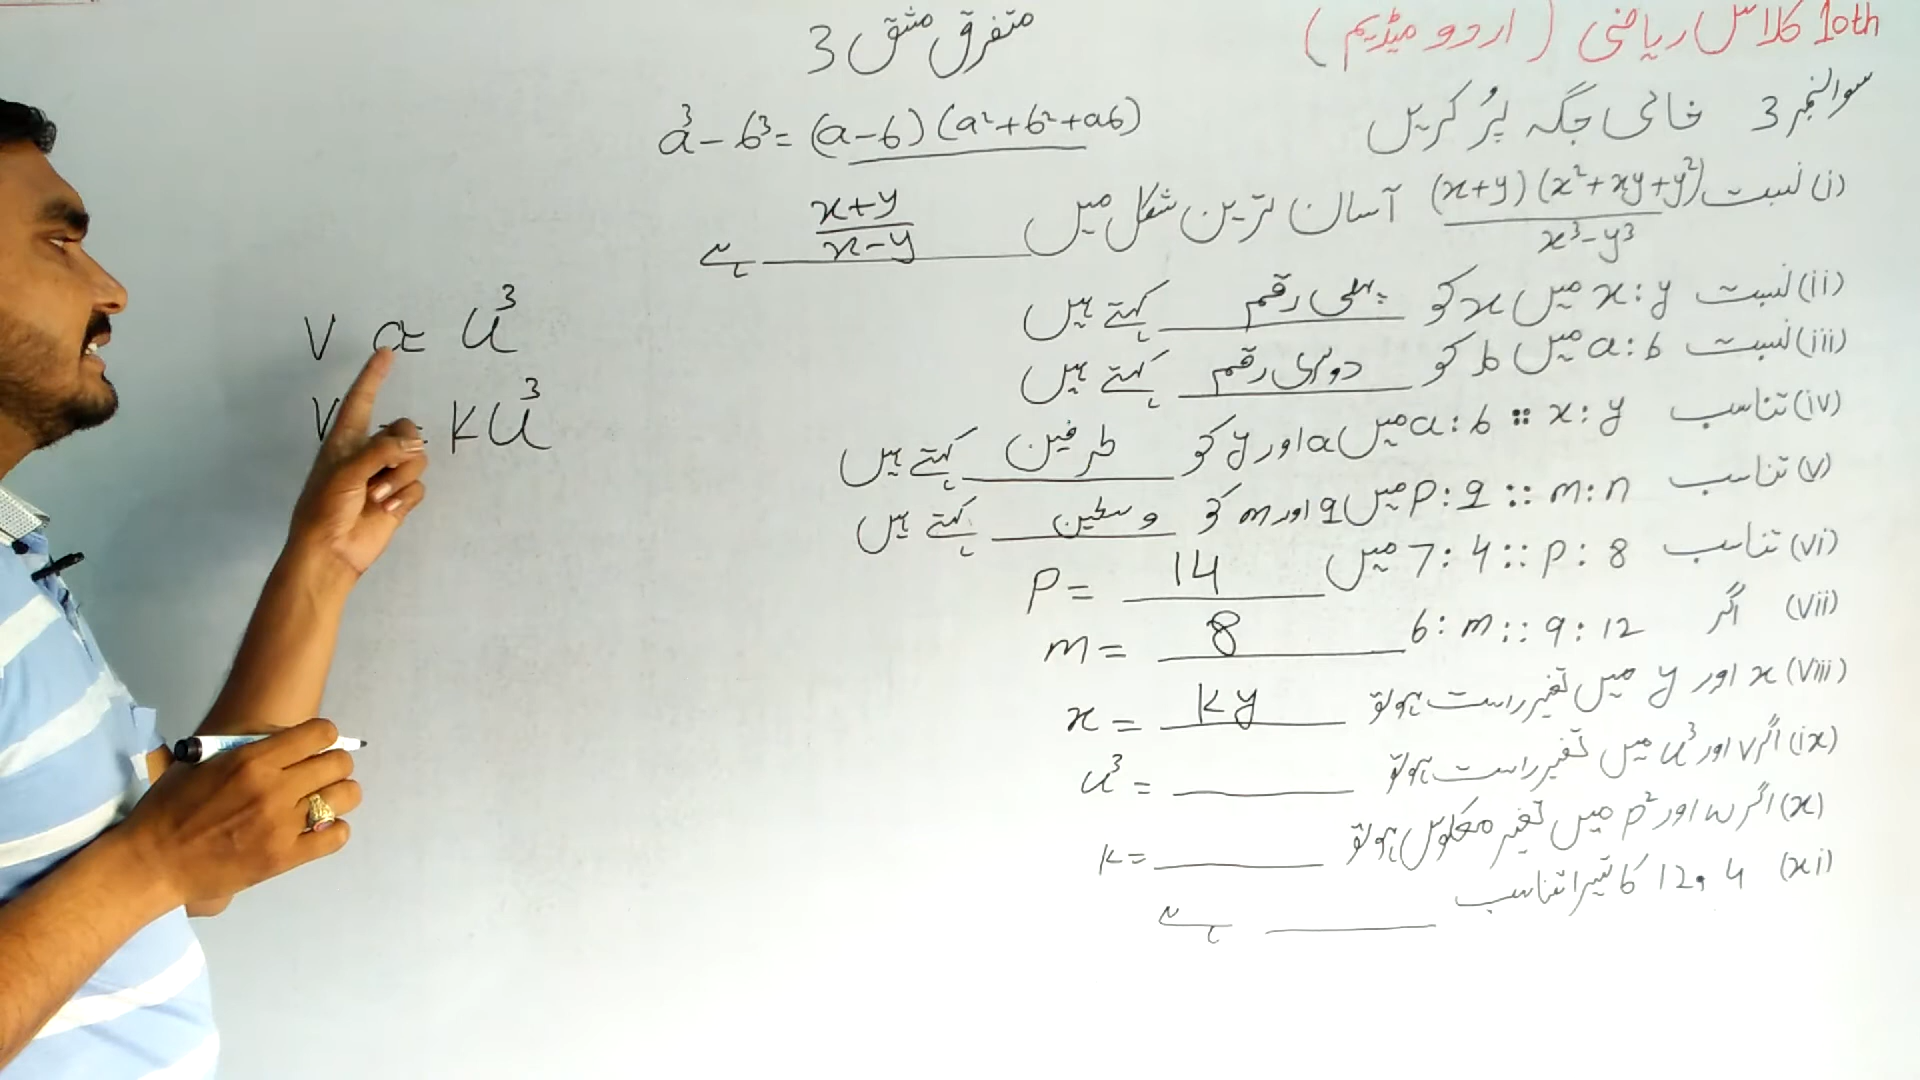 10th کلاس ریاضی ( اردو میڈیم )
متفرق مشق 3
سوال نمبر 3 خالی جگہ پُر کریں
a³ - b³ = (a-b) (a²+b²+ab)
(i) نسبت (x+y) (x²+xy+y²) / x³-y³ آسان ترین شکل میں x+y / x-y ہے
(ii) نسبت x:y میں x کو پہلی رقم کہتے ہیں
(iii) نسبت a:b میں b کو دوسری رقم کہتے ہیں
(iv) تناسب a:b :: x:y میں a اور y کو طرفین کہتے ہیں
(v) تناسب p:q :: m:n میں q اور m کو وسطین کہتے ہیں
(vi) تناسب 7:4 :: p:8 میں p = 14
(vii) اگر 6:m :: 9:12 m = 8
(viii) x اور y میں تغیر راست ہو تو x = ky
(ix) اگر v اور u³ میں تغیر راست ہو تو u³ = ____
(x) اگر w اور p² میں تغیر معکوس ہو تو k = ____
(xi) 4 ، 12 کا تیسرا تناسب ____ ہے
V ∝ u³
V = Ku³